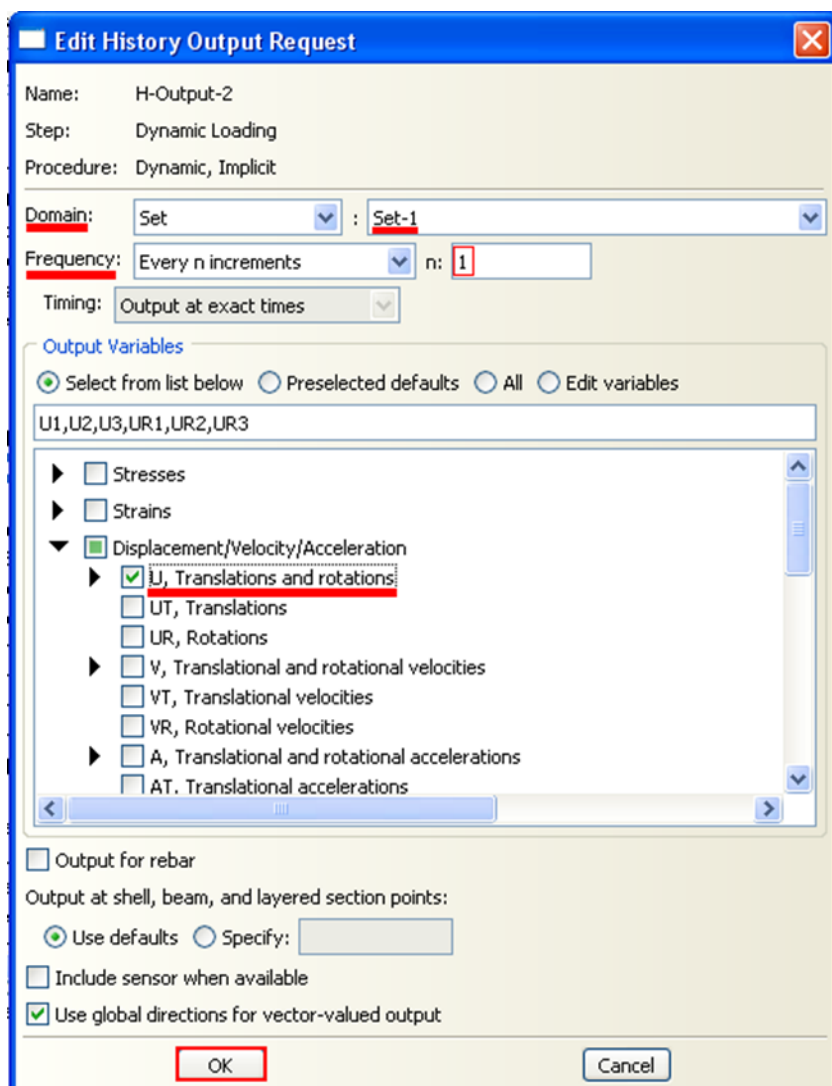 Edit History Output Request
Name: H-Output-2
Step: Dynamic Loading
Procedure: Dynamic, Implicit
Domain: Set : Set-1
Frequency: Every n increments n: 1
Timing: Output at exact times
Output Variables
Select from list below Preselected defaults All Edit variables
U1,U2,U3,UR1,UR2,UR3
Stresses
Strains
Displacement/Velocity/Acceleration
U, Translations and rotations
UT, Translations
UR, Rotations
V, Translational and rotational velocities
VT, Translational velocities
VR, Rotational velocities
A, Translational and rotational accelerations
AT, Translational accelerations
Output for rebar
Output at shell, beam, and layered section points:
Use defaults Specify:
Include sensor when available
Use global directions for vector-valued output
OK Cancel